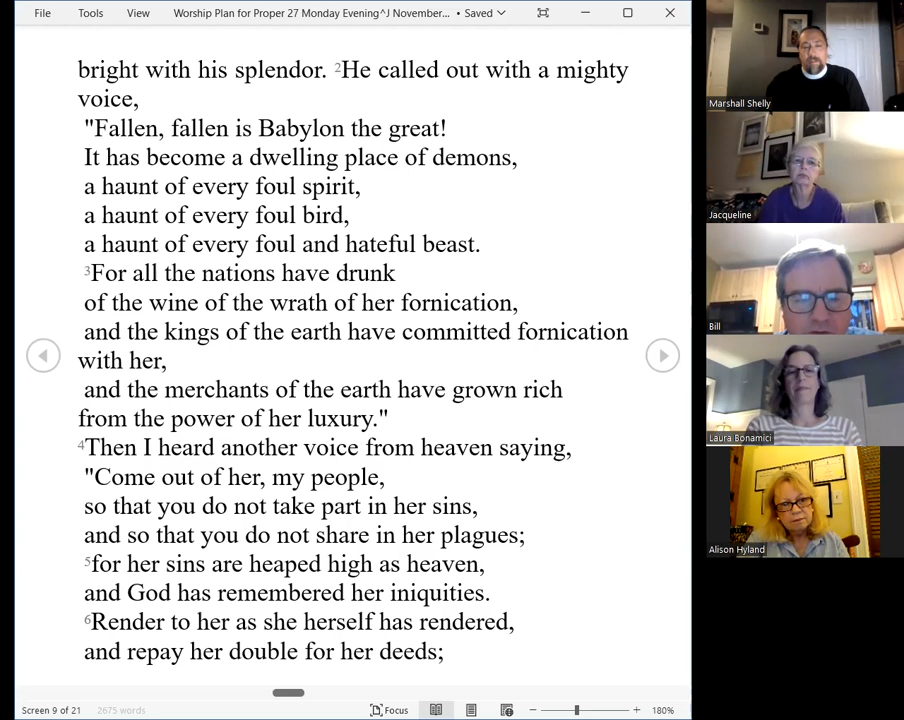 File Tools View Worship Plan for Proper 27 Monday Evening^J November... • Saved
bright with his splendor. 2He called out with a mighty
voice,
"Fallen, fallen is Babylon the great!
It has become a dwelling place of demons,
a haunt of every foul spirit,
a haunt of every foul bird,
a haunt of every foul and hateful beast.
3For all the nations have drunk
of the wine of the wrath of her fornication,
and the kings of the earth have committed fornication
with her,
and the merchants of the earth have grown rich
from the power of her luxury."
4Then I heard another voice from heaven saying,
"Come out of her, my people,
so that you do not take part in her sins,
and so that you do not share in her plagues;
5for her sins are heaped high as heaven,
and God has remembered her iniquities.
6Render to her as she herself has rendered,
and repay her double for her deeds;
Screen 9 of 21 2675 words Focus 180%
Marshall Shelly
Jacqueline
Bill
Laura Bonamici
Alison Hyland